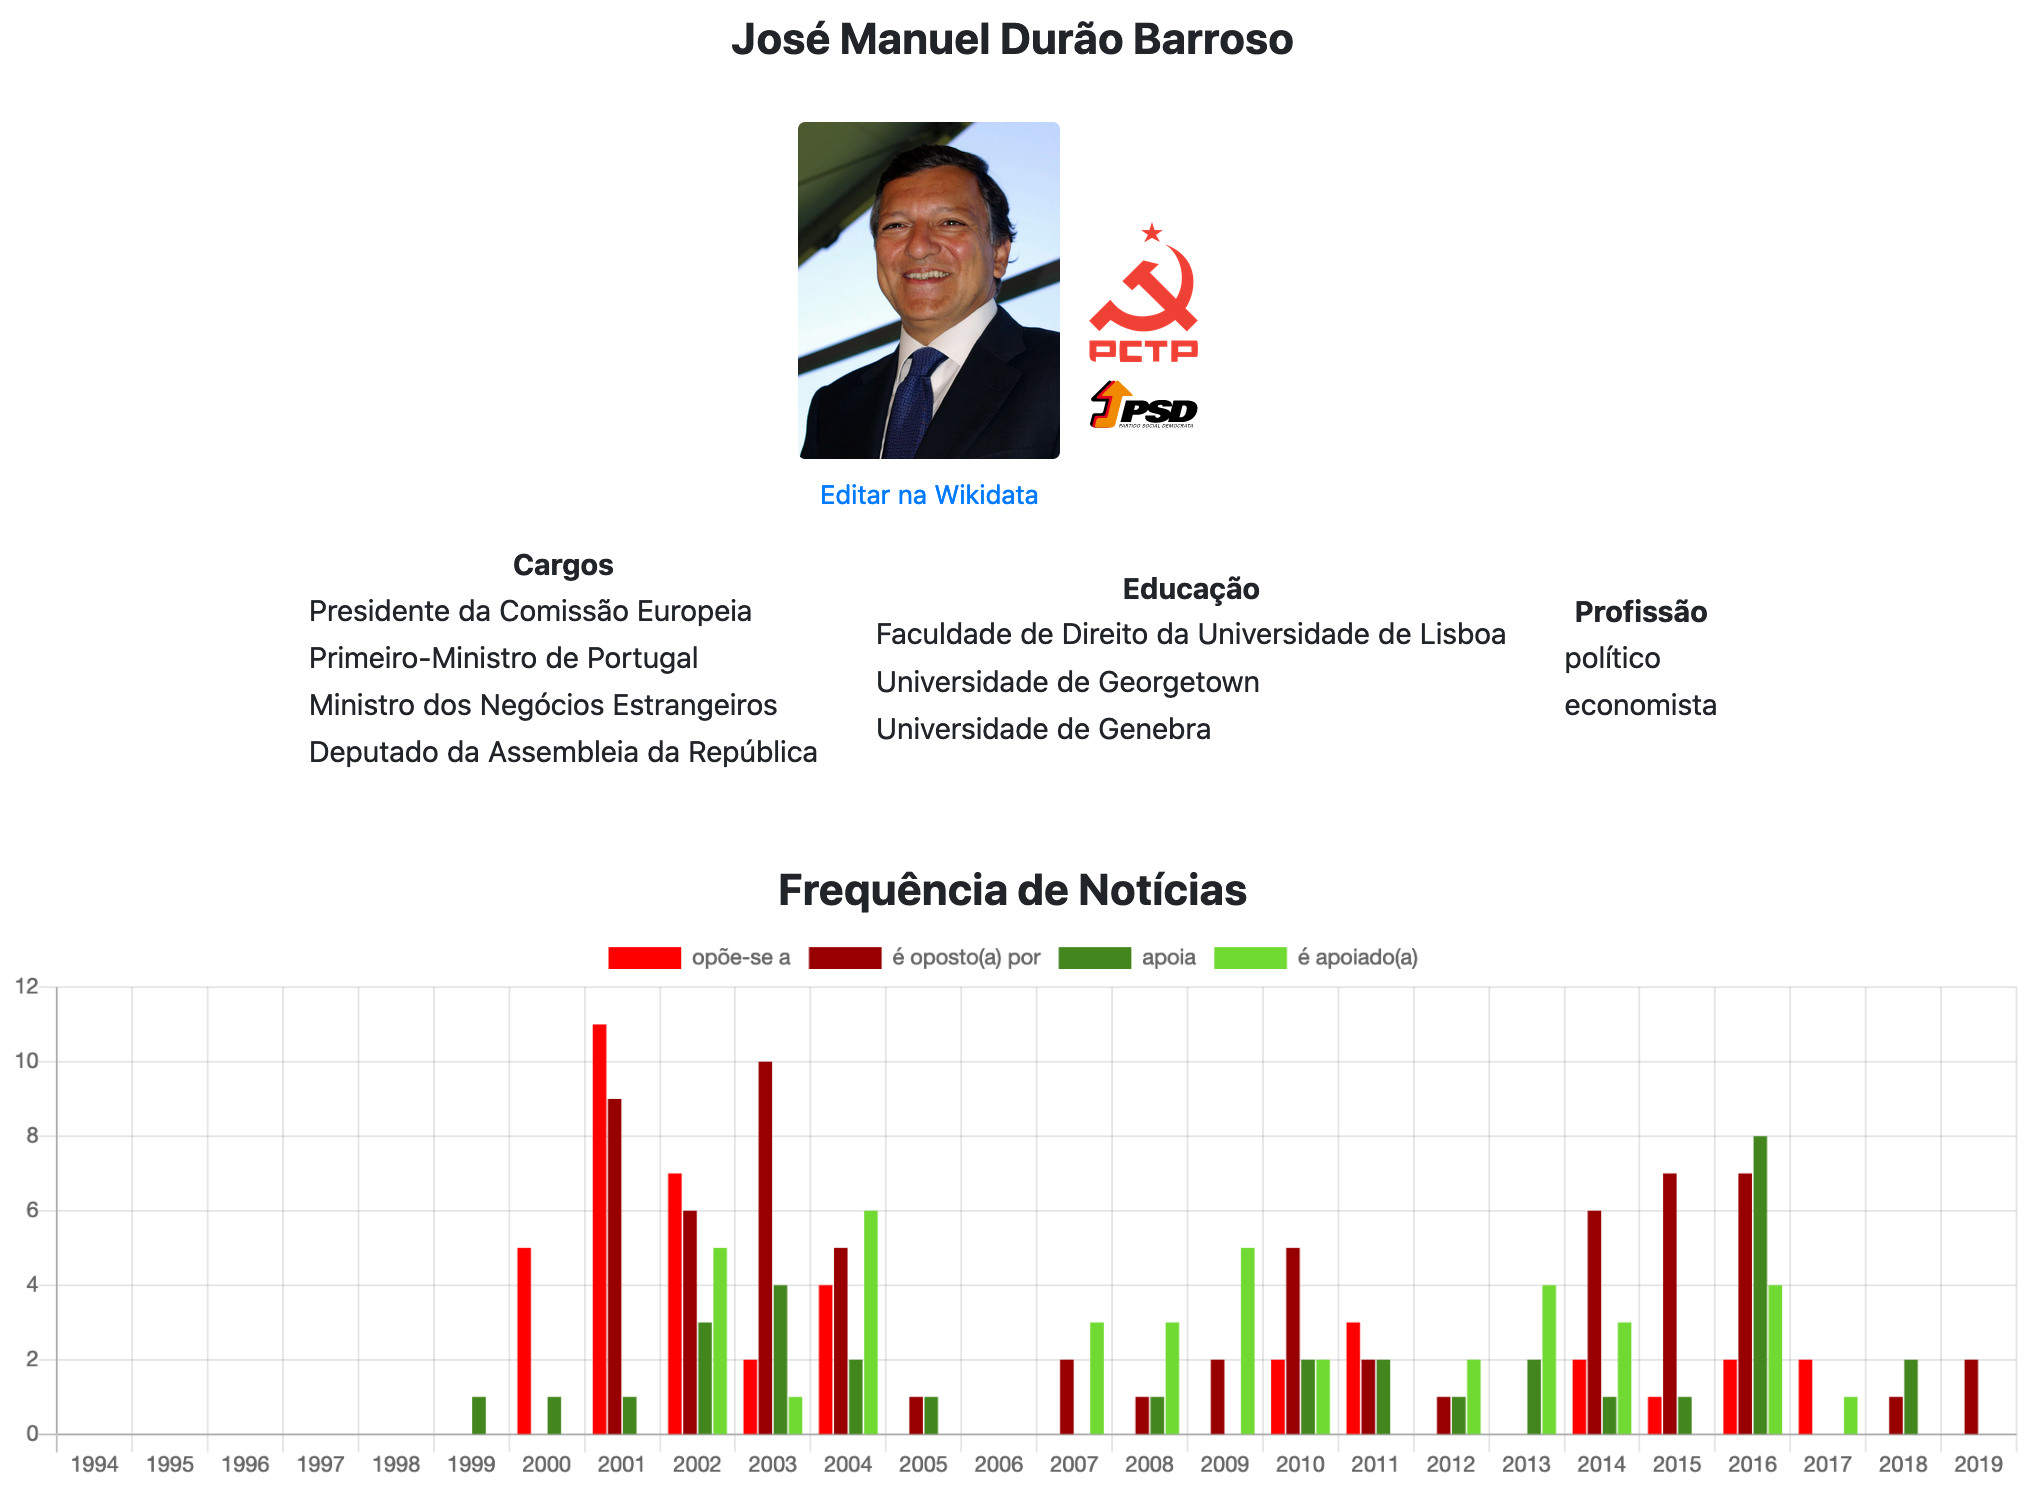 José Manuel Durão Barroso
PCTP
PSD
PARTIDO SOCIAL DEMOCRATA
Editar na Wikidata
Cargos
Presidente da Comissão Europeia
Primeiro-Ministro de Portugal
Ministro dos Negócios Estrangeiros
Deputado da Assembleia da República
Educação
Faculdade de Direito da Universidade de Lisboa
Universidade de Georgetown
Universidade de Genebra
Profissão
político
economista
Frequência de Notícias
opõe-se a é oposto(a) por apoia é apoiado(a)
12
10
8
6
4
2
0
1994 1995 1996 1997 1998 1999 2000 2001 2002 2003 2004 2005 2006 2007 2008 2009 2010 2011 2012 2013 2014 2015 2016 2017 2018 2019